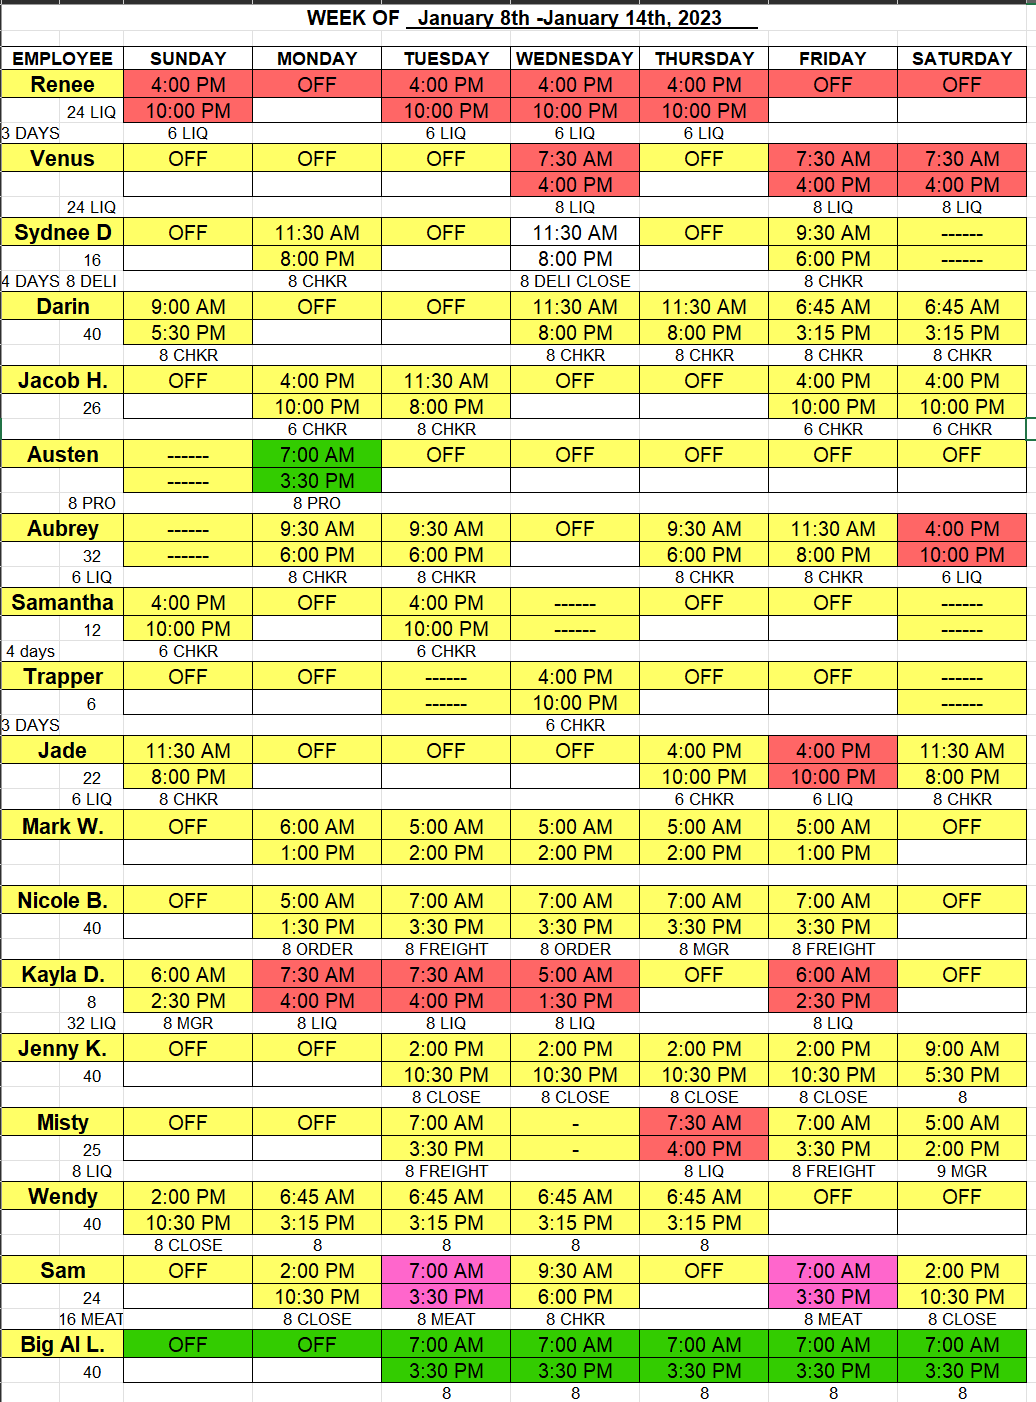 WEEK OF January 8th -January 14th, 2023
EMPLOYEE SUNDAY MONDAY TUESDAY WEDNESDAY THURSDAY FRIDAY SATURDAY
Renee 4:00 PM OFF 4:00 PM 4:00 PM 4:00 PM OFF OFF
24 LIQ 10:00 PM 10:00 PM 10:00 PM 10:00 PM
3 DAYS 6 LIQ 6 LIQ 6 LIQ 6 LIQ
Venus OFF OFF OFF 7:30 AM OFF 7:30 AM 7:30 AM
4:00 PM 4:00 PM 4:00 PM
24 LIQ 8 LIQ 8 LIQ 8 LIQ
Sydnee D OFF 11:30 AM OFF 11:30 AM OFF 9:30 AM ------
16 8:00 PM 8:00 PM 6:00 PM ------
4 DAYS 8 DELI 8 CHKR 8 DELI CLOSE 8 CHKR
Darin 9:00 AM OFF OFF 11:30 AM 11:30 AM 6:45 AM 6:45 AM
40 5:30 PM 8:00 PM 8:00 PM 3:15 PM 3:15 PM
8 CHKR 8 CHKR 8 CHKR 8 CHKR 8 CHKR
Jacob H. OFF 4:00 PM 11:30 AM OFF OFF 4:00 PM 4:00 PM
26 10:00 PM 8:00 PM 10:00 PM 10:00 PM
6 CHKR 8 CHKR 6 CHKR 6 CHKR
Austen ------ 7:00 AM OFF OFF OFF OFF OFF
------ 3:30 PM
8 PRO 8 PRO
Aubrey ------ 9:30 AM 9:30 AM OFF 9:30 AM 11:30 AM 4:00 PM
32 ------ 6:00 PM 6:00 PM 6:00 PM 8:00 PM 10:00 PM
6 LIQ 8 CHKR 8 CHKR 8 CHKR 8 CHKR 6 LIQ
Samantha 4:00 PM OFF 4:00 PM ------ OFF OFF ------
12 10:00 PM 10:00 PM ------ ------
4 days 6 CHKR 6 CHKR
Trapper OFF OFF ------ 4:00 PM OFF OFF ------
6 ------ 10:00 PM ------
3 DAYS 6 CHKR
Jade 11:30 AM OFF OFF OFF 4:00 PM 4:00 PM 11:30 AM
22 8:00 PM 10:00 PM 10:00 PM 8:00 PM
6 LIQ 8 CHKR 6 CHKR 6 LIQ 8 CHKR
Mark W. OFF 6:00 AM 5:00 AM 5:00 AM 5:00 AM 5:00 AM OFF
1:00 PM 2:00 PM 2:00 PM 2:00 PM 1:00 PM
Nicole B. OFF 5:00 AM 7:00 AM 7:00 AM 7:00 AM 7:00 AM OFF
40 1:30 PM 3:30 PM 3:30 PM 3:30 PM 3:30 PM
8 ORDER 8 FREIGHT 8 ORDER 8 MGR 8 FREIGHT
Kayla D. 6:00 AM 7:30 AM 7:30 AM 5:00 AM OFF 6:00 AM OFF
8 2:30 PM 4:00 PM 4:00 PM 1:30 PM 2:30 PM
32 LIQ 8 MGR 8 LIQ 8 LIQ 8 LIQ 8 LIQ
Jenny K. OFF OFF 2:00 PM 2:00 PM 2:00 PM 2:00 PM 9:00 AM
40 10:30 PM 10:30 PM 10:30 PM 10:30 PM 5:30 PM
8 CLOSE 8 CLOSE 8 CLOSE 8 CLOSE 8
Misty OFF OFF 7:00 AM - 7:30 AM 7:00 AM 5:00 AM
25 3:30 PM - 4:00 PM 3:30 PM 2:00 PM
8 LIQ 8 FREIGHT 8 LIQ 8 FREIGHT 9 MGR
Wendy 2:00 PM 6:45 AM 6:45 AM 6:45 AM 6:45 AM OFF OFF
40 10:30 PM 3:15 PM 3:15 PM 3:15 PM 3:15 PM
8 CLOSE 8 8 8 8
Sam OFF 2:00 PM 7:00 AM 9:30 AM OFF 7:00 AM 2:00 PM
24 10:30 PM 3:30 PM 6:00 PM 3:30 PM 10:30 PM
16 MEAT 8 CLOSE 8 MEAT 8 CHKR 8 MEAT 8 CLOSE
Big Al L. OFF OFF 7:00 AM 7:00 AM 7:00 AM 7:00 AM 7:00 AM
40 3:30 PM 3:30 PM 3:30 PM 3:30 PM 3:30 PM
8 8 8 8 8